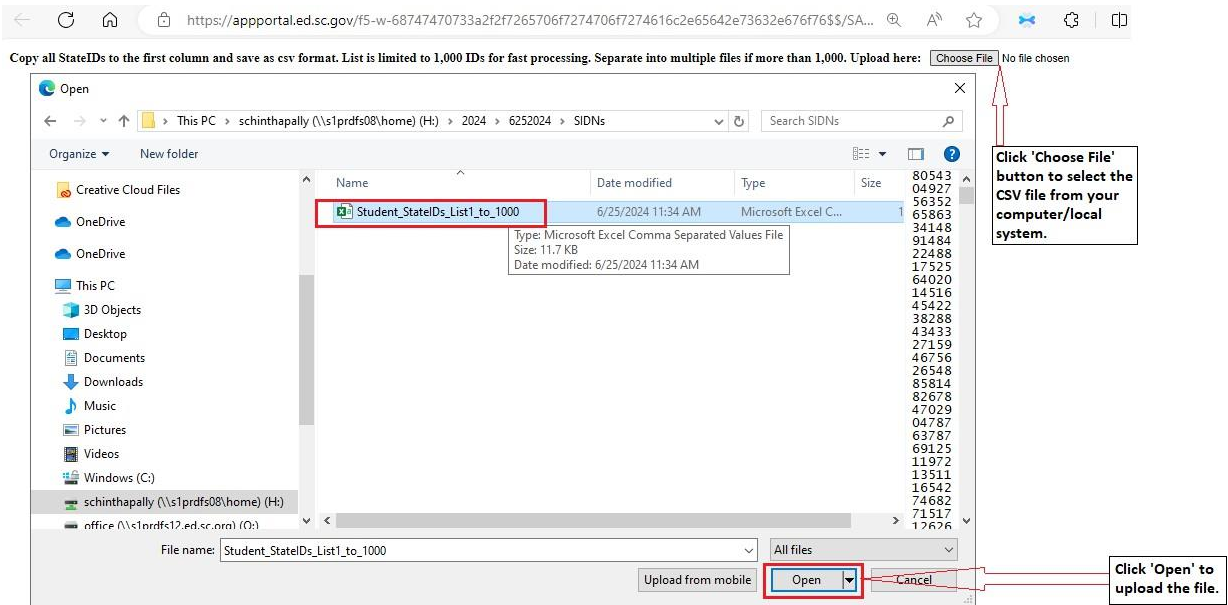 https://appportal.ed.sc.gov/f5-w-68747470733a2f2f7265706f7274706f7274616c2e65642e73632e676f76$$/SA...
Copy all StateIDs to the first column and save as csv format. List is limited to 1,000 IDs for fast processing. Separate into multiple files if more than 1,000. Upload here: Choose File No file chosen
Open
This PC > schinthapally (\\s1prdfs08\home) (H:) > 2024 > 6252024 > SIDNs
Search SIDNs
Organize
New folder
Creative Cloud Files
OneDrive
OneDrive
This PC
3D Objects
Desktop
Documents
Downloads
Music
Pictures
Videos
Windows (C:)
schinthapally (\\s1prdfs08\home) (H:)
office (\\s1prdfs12.ed.sc.org) (O:)
Name Date modified Type Size
Student_StateIDs_List1_to_1000 6/25/2024 11:34 AM Microsoft Excel C... 1
Type: Microsoft Excel Comma Separated Values File
Size: 11.7 KB
Date modified: 6/25/2024 11:34 AM
80543
04927
56352
65863
34148
91484
22488
17525
64020
14516
45422
38288
43433
27159
46756
26548
85814
82678
47029
04787
63787
69125
11972
13511
16542
74682
71517
12626
Click 'Choose File'
button to select the
CSV file from your
computer/local
system.
File name: Student_StateIDs_List1_to_1000
All files
Upload from mobile
Open
Cancel
Click 'Open' to
upload the file.